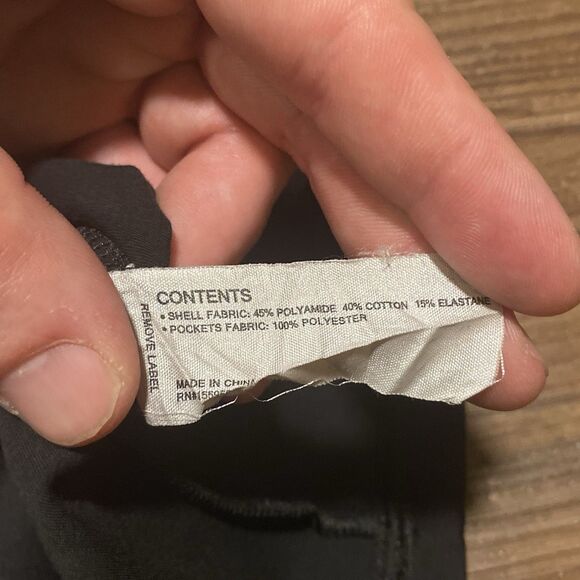 CONTENTS
• SHELL FABRIC: 45% POLYAMIDE 40% COTTON 15% ELASTANE
• POCKETS FABRIC: 100% POLYESTER
MADE IN CHINA
REMOVE LABEL